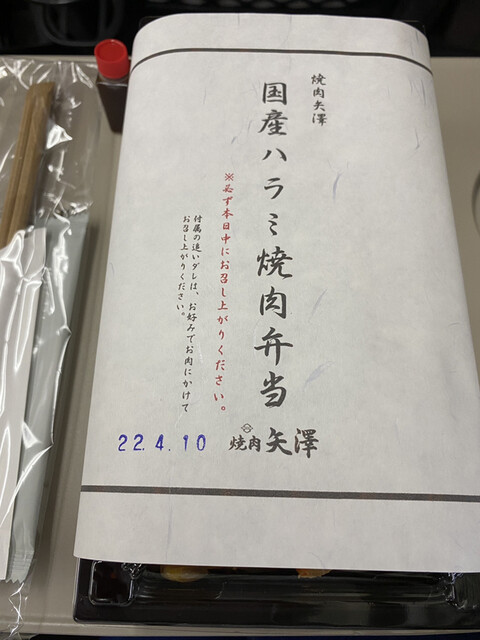 焼肉矢澤
国産ハラミ焼肉弁当
※必ず本日中にお召し上がりください。
付属の追いダレは、お好みでお肉にかけて
お召し上がりください。
22.4.10
焼肉矢澤